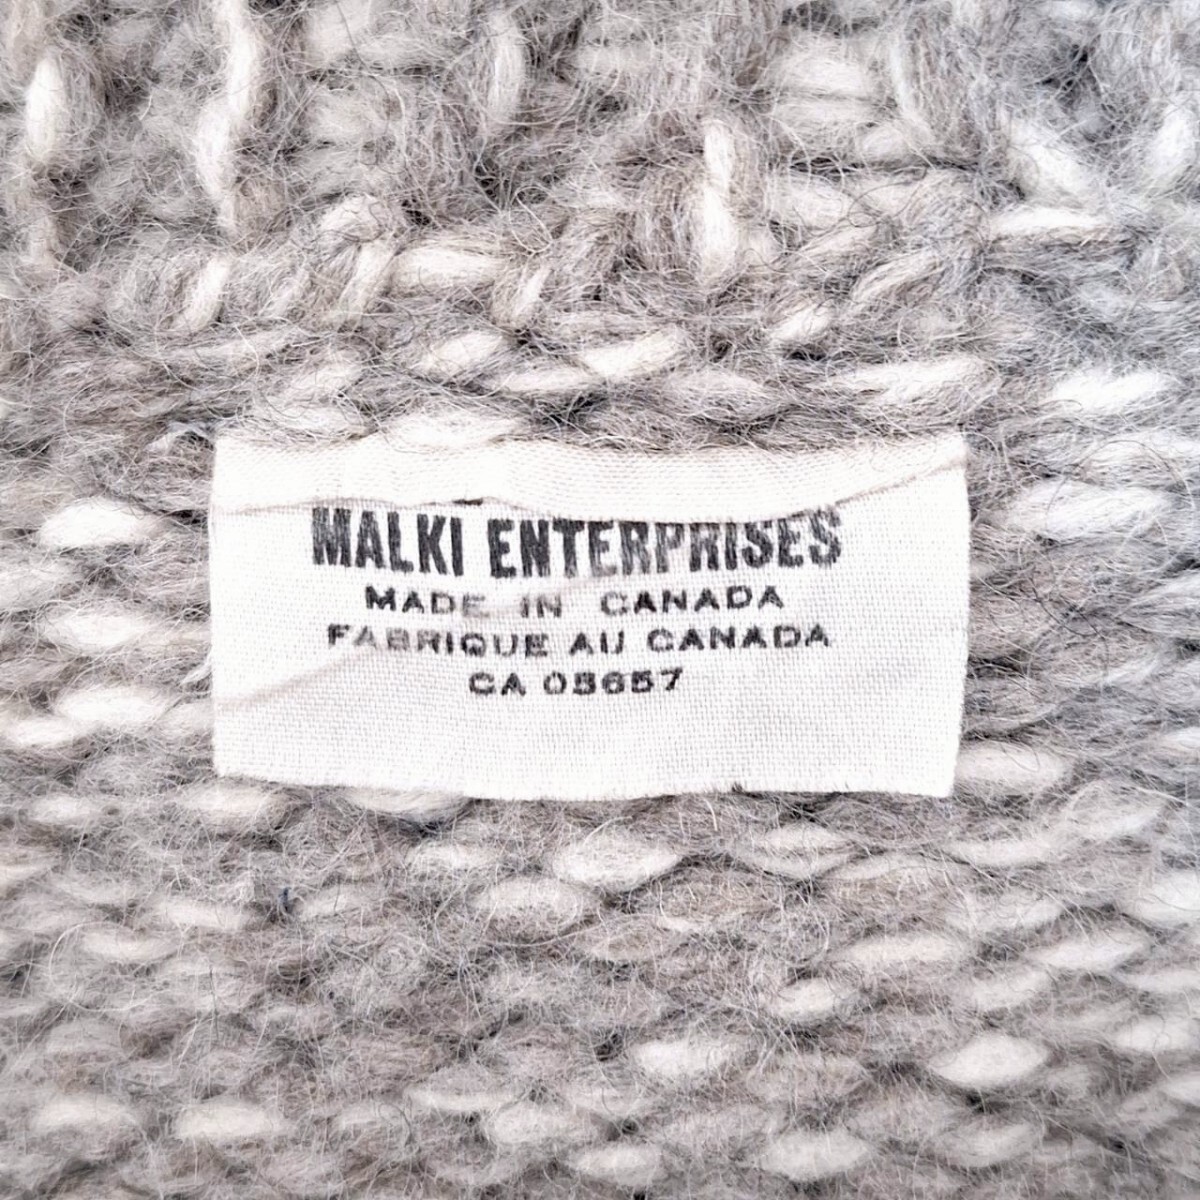 MALKI ENTERPRISES
MADE IN CANADA
FABRIQUE AU CANADA
CA 05657